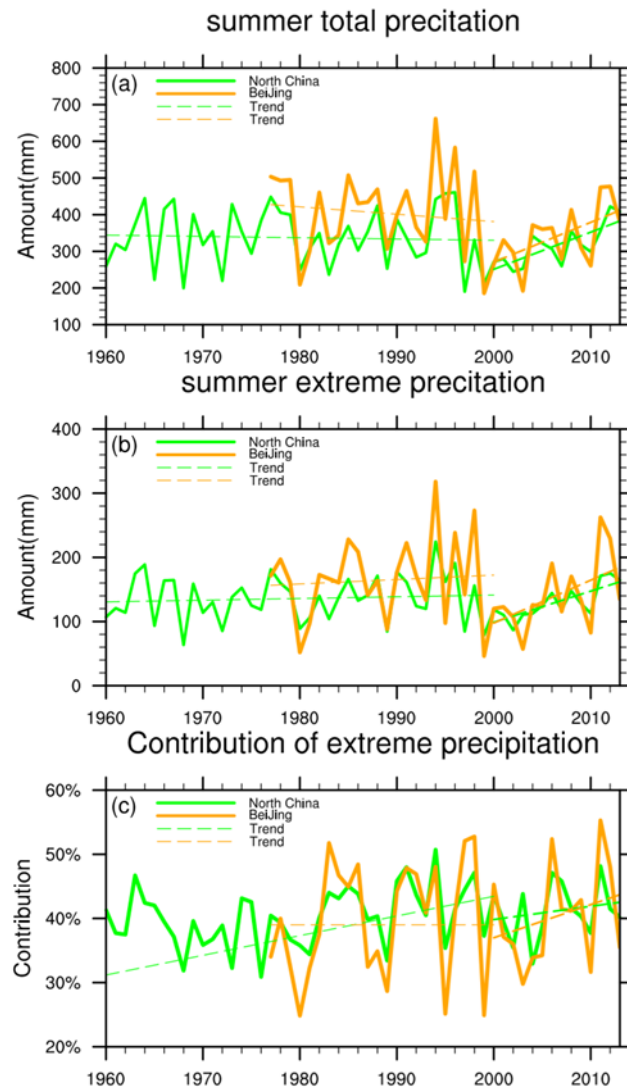 summer total precitation
800
(a)
North China
BeiJing
Trend
Trend
700
600
500
400
300
200
100
Amount(mm)
1960 1970 1980 1990 2000 2010
summer extreme precitation
400
(b)
North China
BeiJing
Trend
Trend
300
200
100
0
Amount(mm)
1960 1970 1980 1990 2000 2010
Contribution of extreme precipitation
60%
(c)
North China
BeiJing
Trend
Trend
50%
40%
30%
20%
Contribution
1960 1970 1980 1990 2000 2010